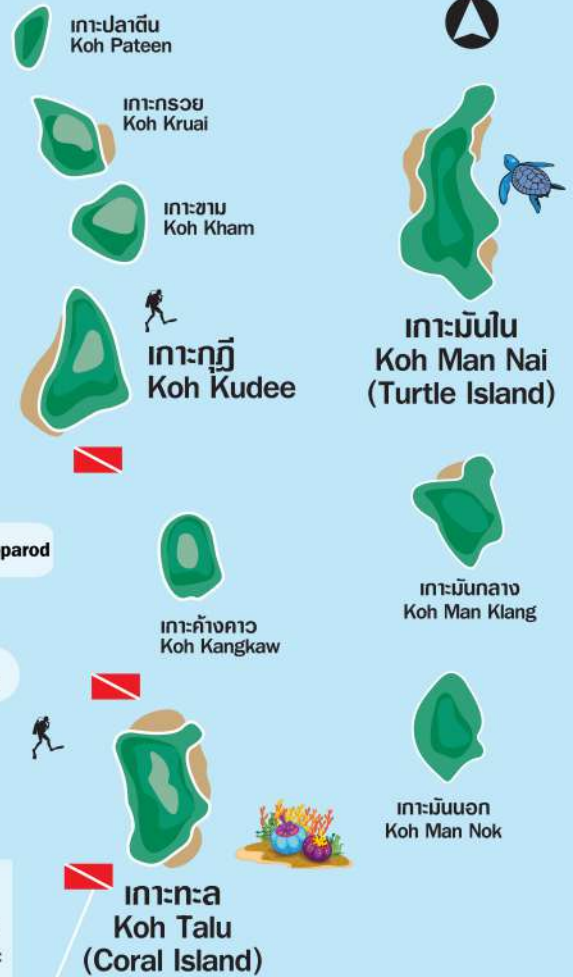 เกาะปลาตีน
Koh Pateen
เกาะกรวย
Koh Kruai
เกาะขาม
Koh Kham
เกาะกุฎี
Koh Kudee
เกาะมันใน
Koh Man Nai
(Turtle Island)
parod
เกาะมันกลาง
Koh Man Klang
เกาะค้างคาว
Koh Kangkaw
เกาะมันนอก
Koh Man Nok
เกาะทะล
Koh Talu
(Coral Island)